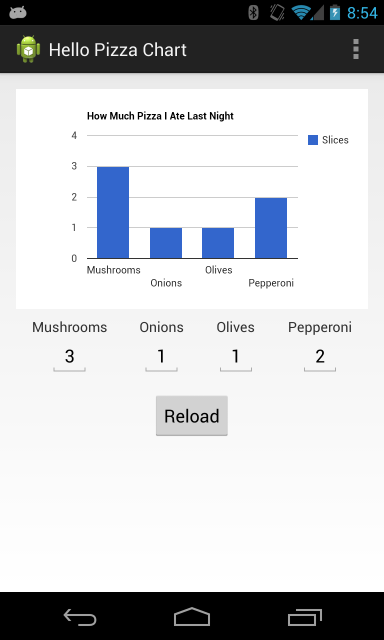 8:54
Hello Pizza Chart
How Much Pizza I Ate Last Night
4
3
2
1
0
Slices
Mushrooms Olives
Onions Pepperoni
Mushrooms Onions Olives Pepperoni
3 1 1 2
Reload